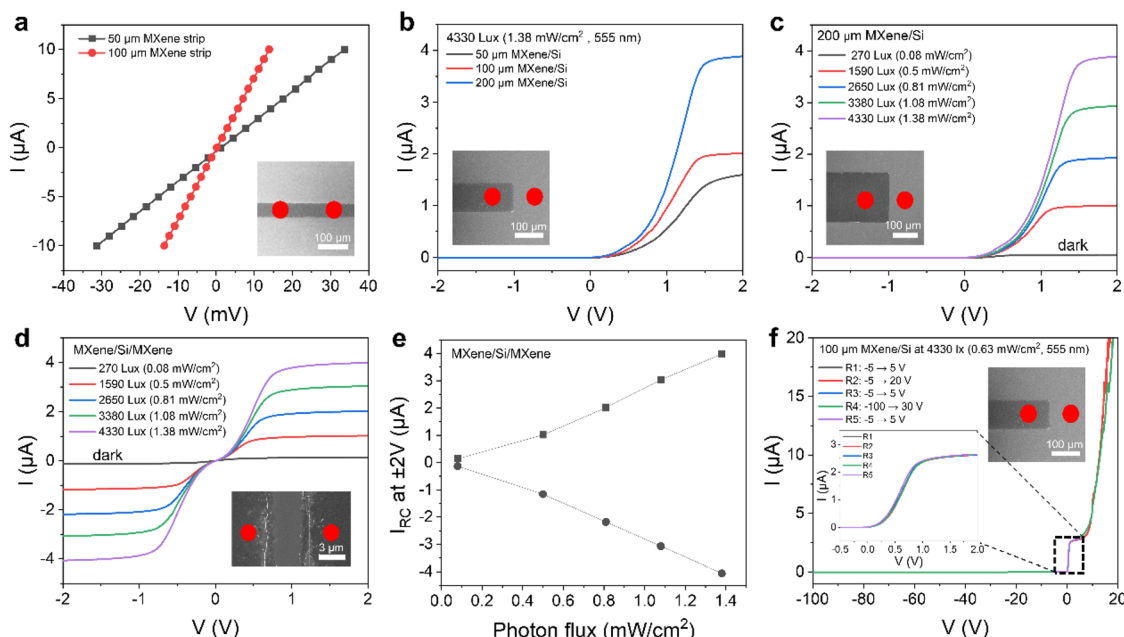 a
50 µm MXene strip
100 µm MXene strip
10
5
0
-5
-10
I (µA)
-40 -30 -20 -10 0 10 20 30 40
V (mV)
100 µm
b
4330 Lux (1.38 mW/cm² , 555 nm)
50 µm MXene/Si
100 µm MXene/Si
200 µm MXene/Si
4
3
2
1
0
I (µA)
-2 -1 0 1 2
V (V)
100 µm
c
200 µm MXene/Si
270 Lux (0.08 mW/cm²)
1590 Lux (0.5 mW/cm²)
2650 Lux (0.81 mW/cm²)
3380 Lux (1.08 mW/cm²)
4330 Lux (1.38 mW/cm²)
4
3
2
1
0
I (µA)
dark
-2 -1 0 1 2
V (V)
100 µm
d
MXene/Si/MXene
270 Lux (0.08 mW/cm²)
1590 Lux (0.5 mW/cm²)
2650 Lux (0.81 mW/cm²)
3380 Lux (1.08 mW/cm²)
4330 Lux (1.38 mW/cm²)
dark
4
2
0
-2
-4
I (µA)
-2 -1 0 1 2
V (V)
3 µm
e
MXene/Si/MXene
4
3
2
1
0
-1
-2
-3
-4
I_RC at ±2V (µA)
0.0 0.2 0.4 0.6 0.8 1.0 1.2 1.4
Photon flux (mW/cm²)
f
100 µm MXene/Si at 4330 lx (0.63 mW/cm², 555 nm)
R1: -5 → 5 V
R2: -5 → 20 V
R3: -5 → 5 V
R4: -100 → 30 V
R5: -5 → 5 V
20
15
10
5
0
I (µA)
-100 -80 -60 -40 -20 0 20
V (V)
100 µm
R1
R2
R3
R4
R5
3
2
1
0
I (µA)
-0.5 0.0 0.5 1.0 1.5 2.0
V (V)